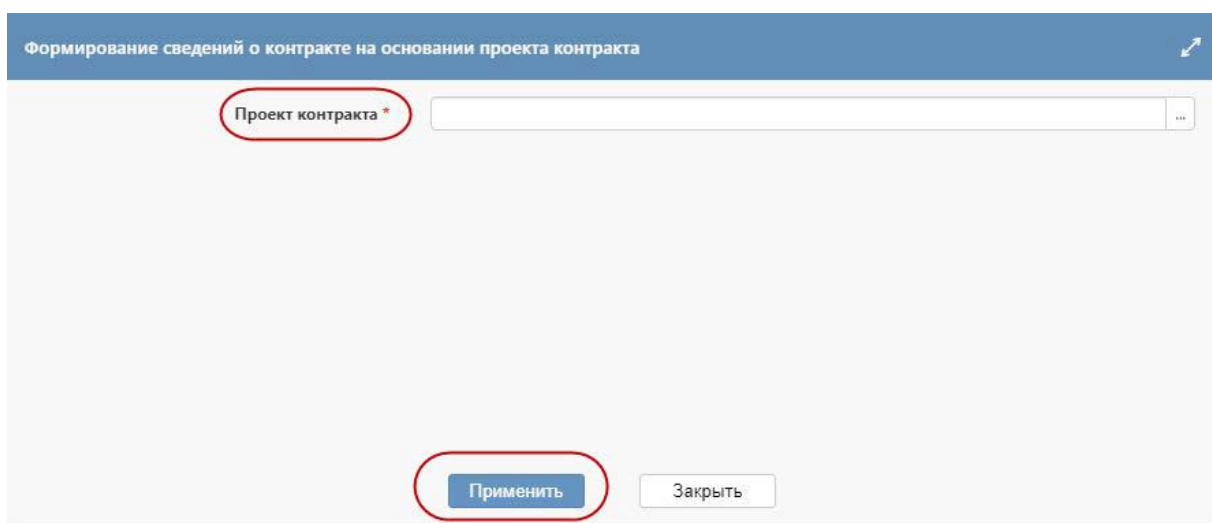 Формирование сведений о контракте на основании проекта контракта
Проект контракта *
...
Применить
Закрыть